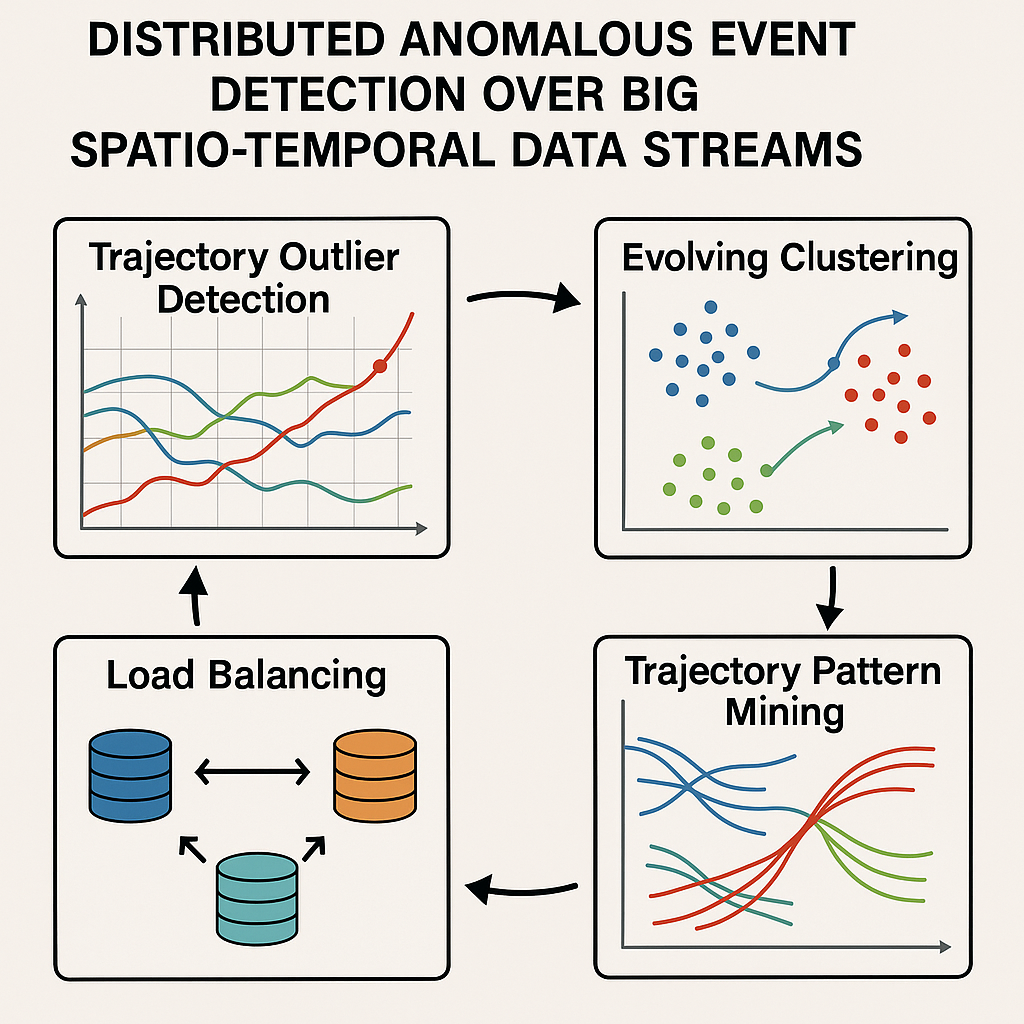 DISTRIBUTED ANOMALOUS EVENT
DETECTION OVER BIG
SPATIO-TEMPORAL DATA STREAMS
Trajectory Outlier
Detection
Evolving Clustering
Load Balancing
Trajectory Pattern
Mining